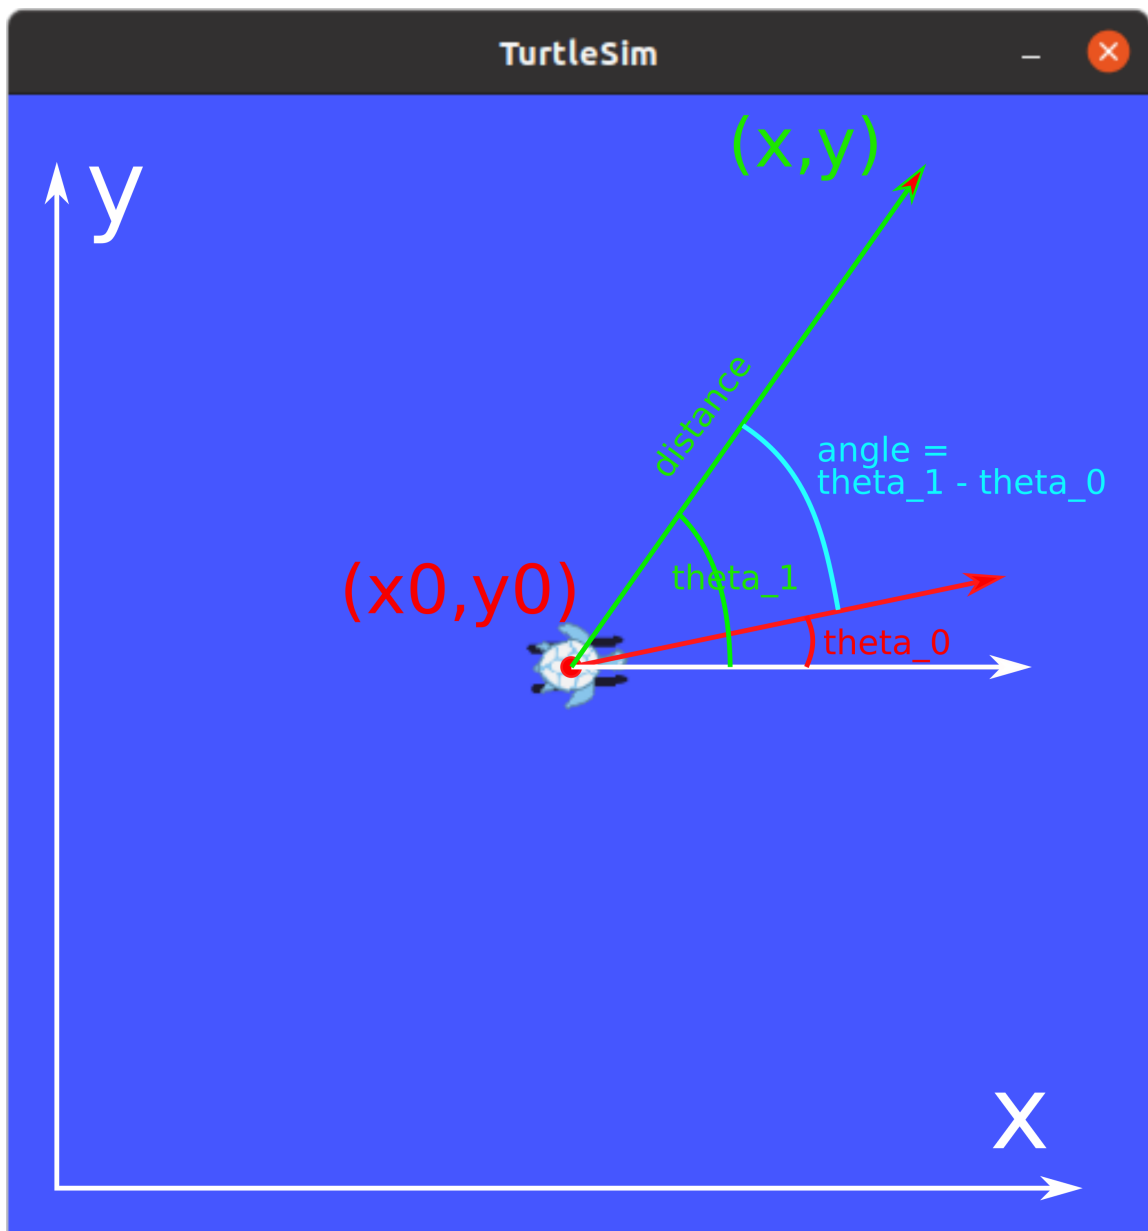 TurtleSim
(x,y)
y
distance
angle =
theta_1 - theta_0
(x0,y0)
theta_1
theta_0
x